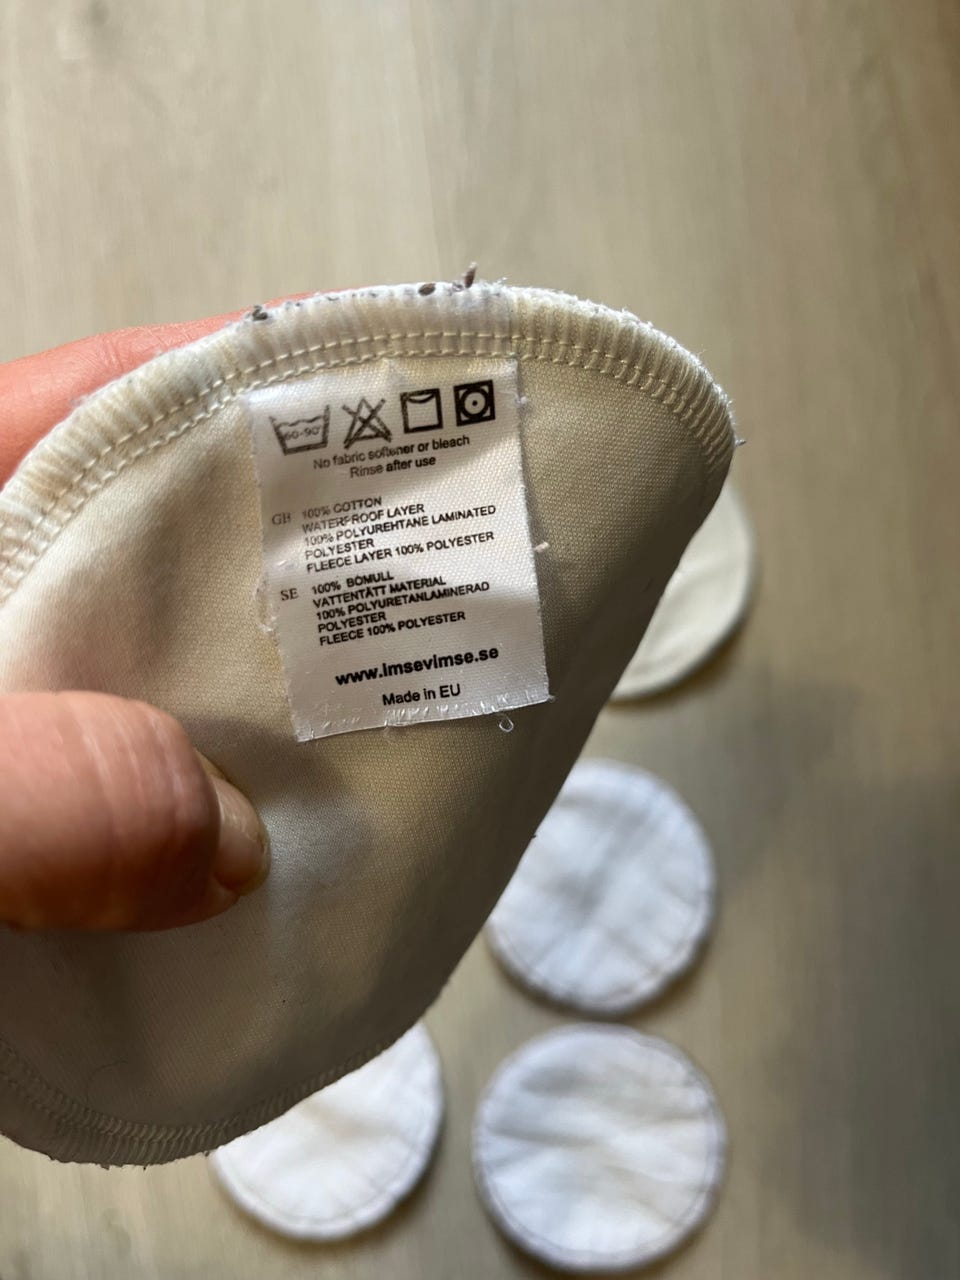 60-90°
No fabric softener or bleach
Rinse after use
GB 100% COTTON
WATERPROOF LAYER
100% POLYUREHTANE LAMINATED
POLYESTER
FLEECE LAYER 100% POLYESTER
SE 100% BOMULL
VATTENTÄTT MATERIAL
100% POLYURETANLAMINERAD
POLYESTER
FLEECE 100% POLYESTER
www.imsevimse.se
Made in EU